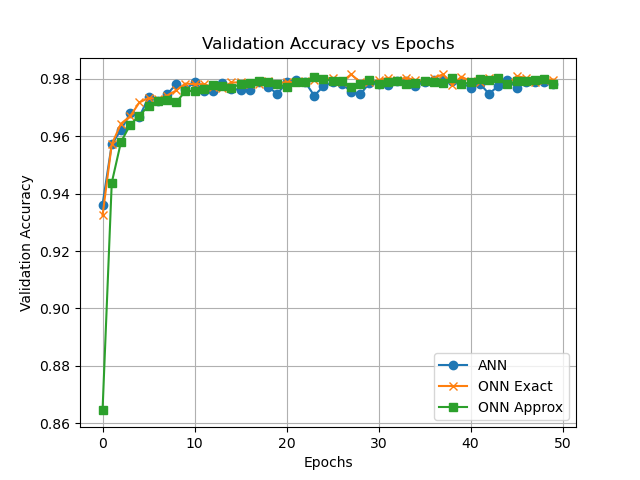 Validation Accuracy vs Epochs
Validation Accuracy
0.98
0.96
0.94
0.92
0.90
0.88
0.86
ANN
ONN Exact
ONN Approx
0 10 20 30 40 50
Epochs